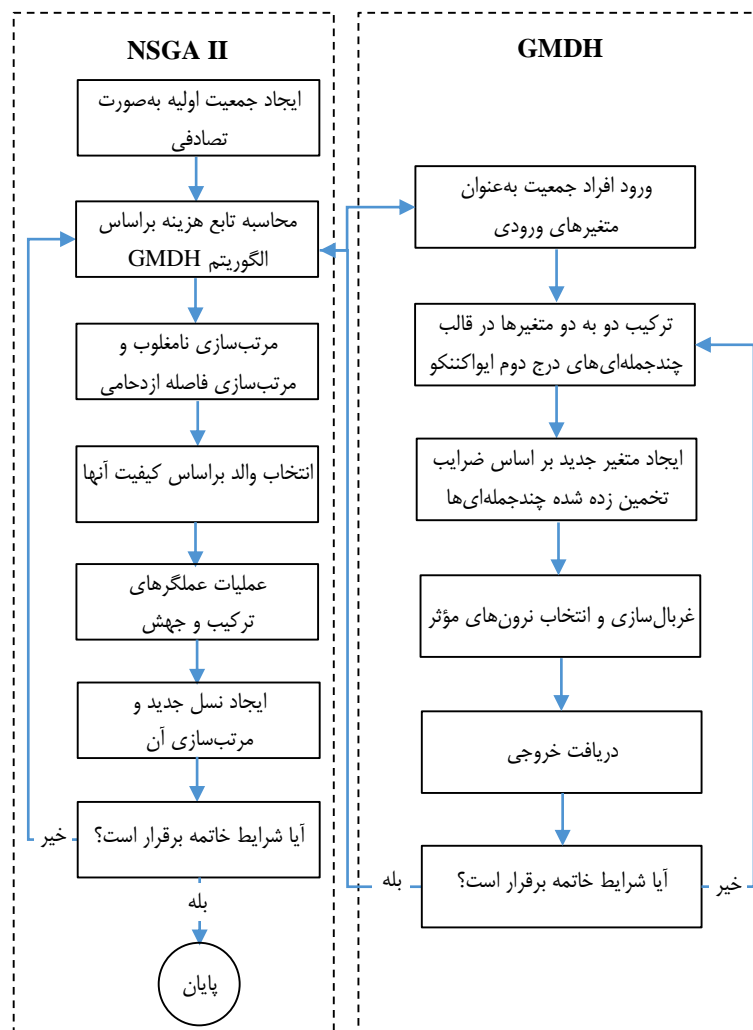 NSGA II
ایجاد جمعیت اولیه به‌صورت
تصادفی
محاسبه تابع هزینه براساس
الگوریتم GMDH
مرتب‌سازی نامغلوب و
مرتب‌سازی فاصله ازدحامی
انتخاب والد براساس کیفیت آنها
عملیات عملگرهای
ترکیب و جهش
ایجاد نسل جدید و
مرتب‌سازی آن
آیا شرایط خاتمه برقرار است؟
خیر
بله
پایان
GMDH
ورود افراد جمعیت به‌عنوان
متغیرهای ورودی
ترکیب دو به دو متغیرها در قالب
چندجمله‌ای‌های درج دوم ایواکننکو
ایجاد متغیر جدید بر اساس ضرایب
تخمین زده شده چندجمله‌ای‌ها
غربال‌سازی و انتخاب نرون‌های مؤثر
دریافت خروجی
آیا شرایط خاتمه برقرار است؟
خیر
بله